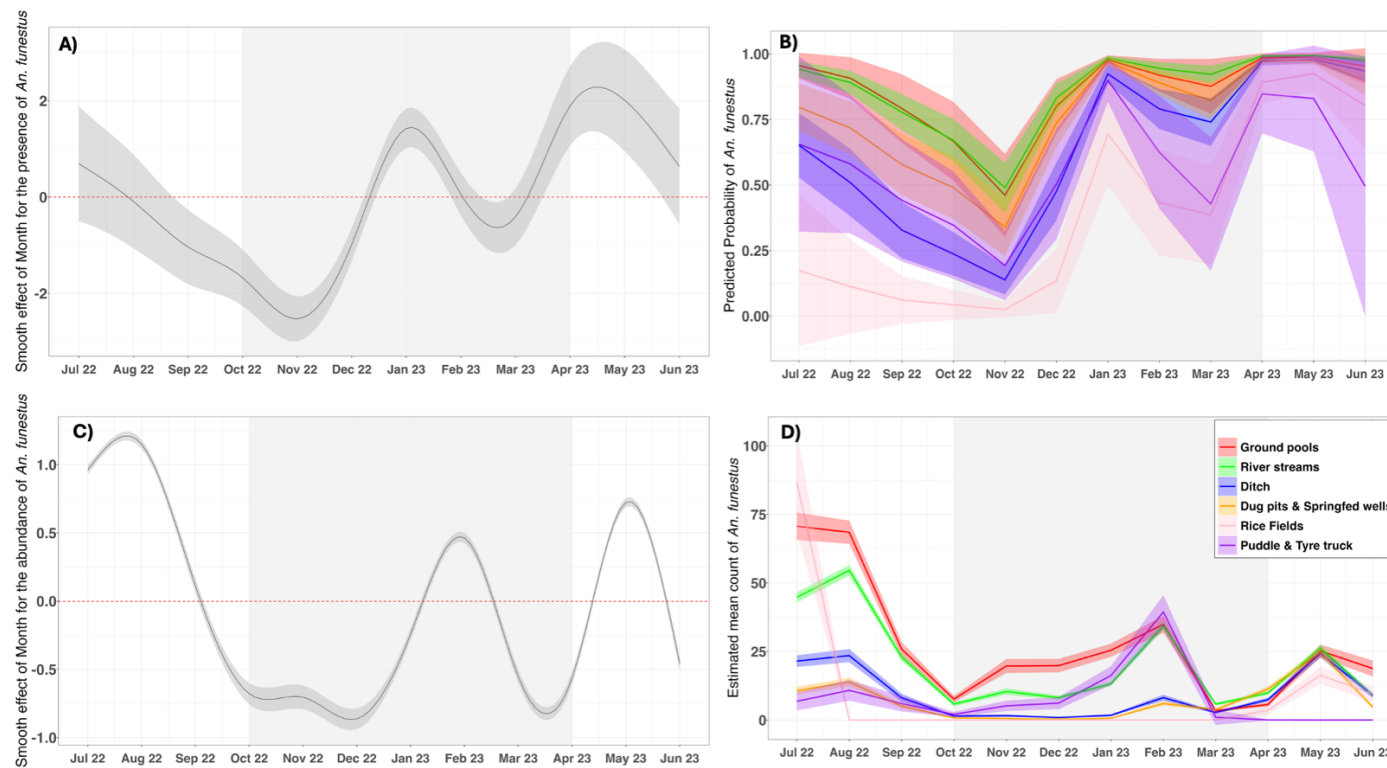 A)
Smooth effect of Month for the presence of An. funestus
2
0
-2
Jul 22 Aug 22 Sep 22 Oct 22 Nov 22 Dec 22 Jan 23 Feb 23 Mar 23 Apr 23 May 23 Jun 23
B)
Predicted Probability of An. funestus
1.00
0.75
0.50
0.25
0.00
Jul 22 Aug 22 Sep 22 Oct 22 Nov 22 Dec 22 Jan 23 Feb 23 Mar 23 Apr 23 May 23 Jun 23
C)
Smooth effect of Month for the abundance of An. funestus
1.0
0.5
0.0
-0.5
-1.0
Jul 22 Aug 22 Sep 22 Oct 22 Nov 22 Dec 22 Jan 23 Feb 23 Mar 23 Apr 23 May 23 Jun 23
D)
Estimated mean count of An. funestus
100
75
50
25
0
Jul 22 Aug 22 Sep 22 Oct 22 Nov 22 Dec 22 Jan 23 Feb 23 Mar 23 Apr 23 May 23 Jun 23
Ground pools
River streams
Ditch
Dug pits & Springfed wells
Rice Fields
Puddle & Tyre truck